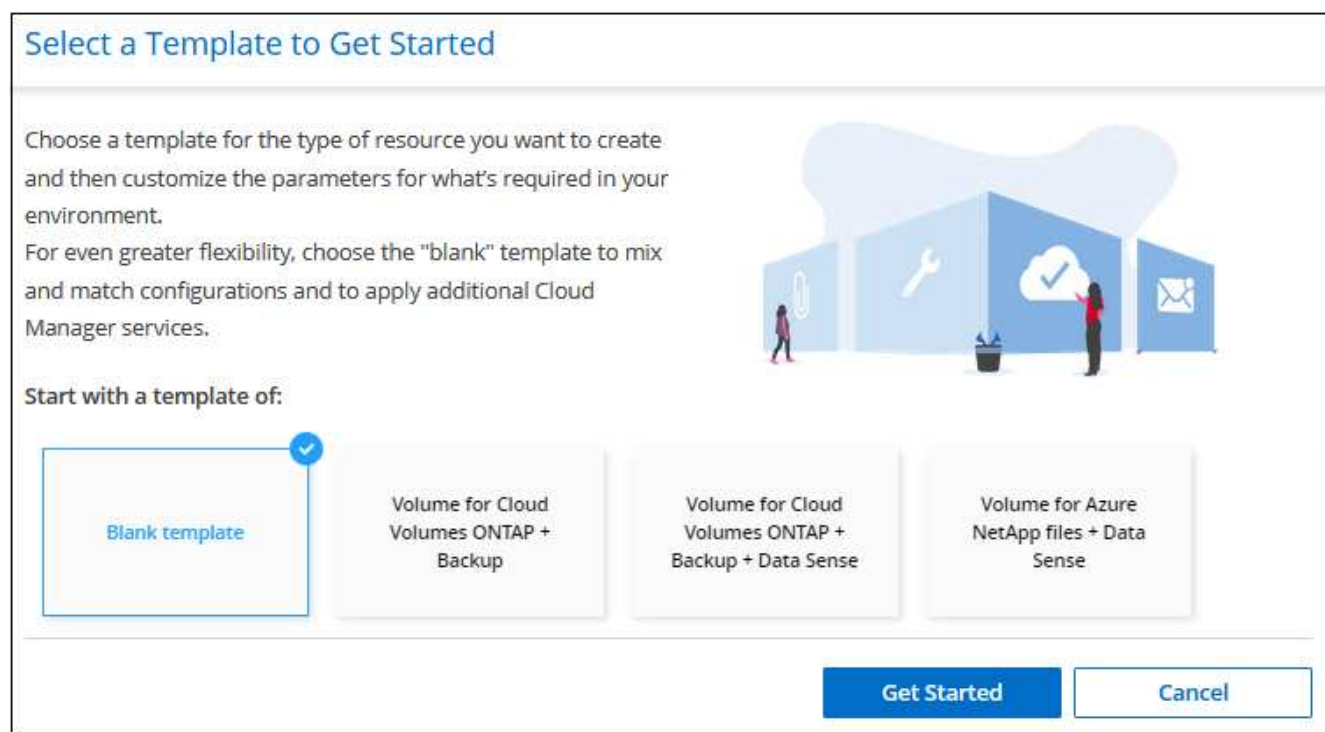 Select a Template to Get Started
Choose a template for the type of resource you want to create
and then customize the parameters for what's required in your
environment.
For even greater flexibility, choose the "blank" template to mix
and match configurations and to apply additional Cloud
Manager services.
Start with a template of:
Blank template
Volume for Cloud
Volumes ONTAP +
Backup
Volume for Cloud
Volumes ONTAP +
Backup + Data Sense
Volume for Azure
NetApp files + Data
Sense
Get Started
Cancel